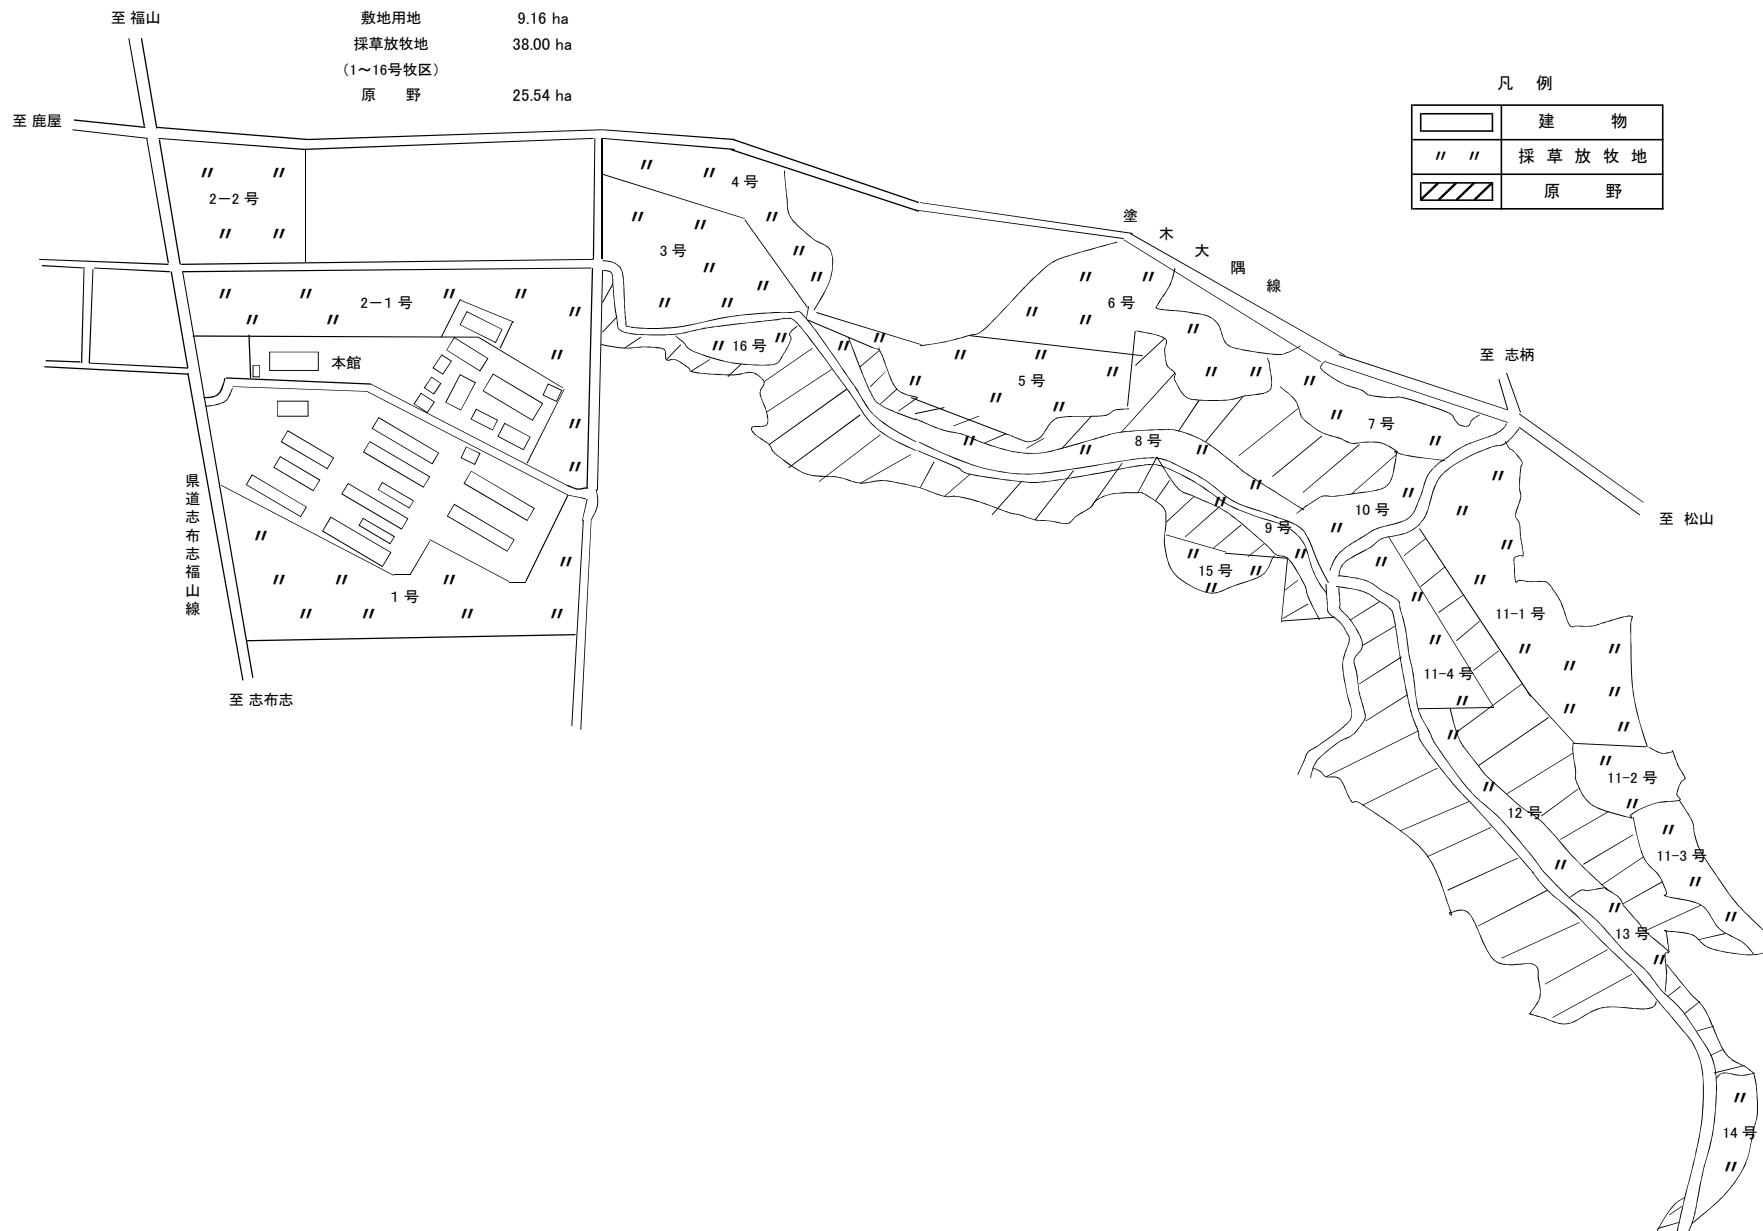 至 福山
敷地用地 9.16 ha
採草放牧地 38.00 ha
（1～16号牧区）
原 野 25.54 ha
凡 例
建 物
〃 〃 採 草 放 牧 地
原 野
至 鹿屋
塗木大隅線
2－2 号
4 号
3 号
6 号
2－1 号
16 号
5 号
7 号
8 号
本館
至 志柄
至 松山
県道志布志福山線
10 号
9 号
15 号
1 号
11-1 号
11-4 号
至 志布志
11-2 号
12 号
11-3 号
13 号
14 号